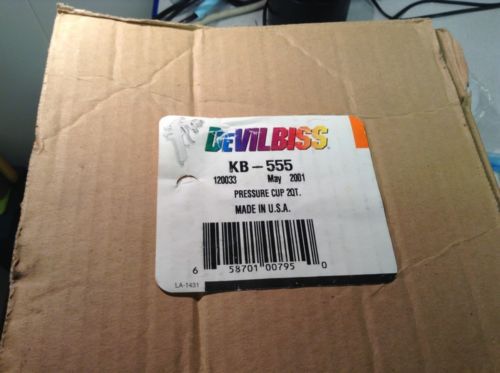 DEVILBISS
KB-555
120033 May 2001
PRESSURE CUP 2QT.
MADE IN U.S.A.
6 58701 00795 0
LA-1431